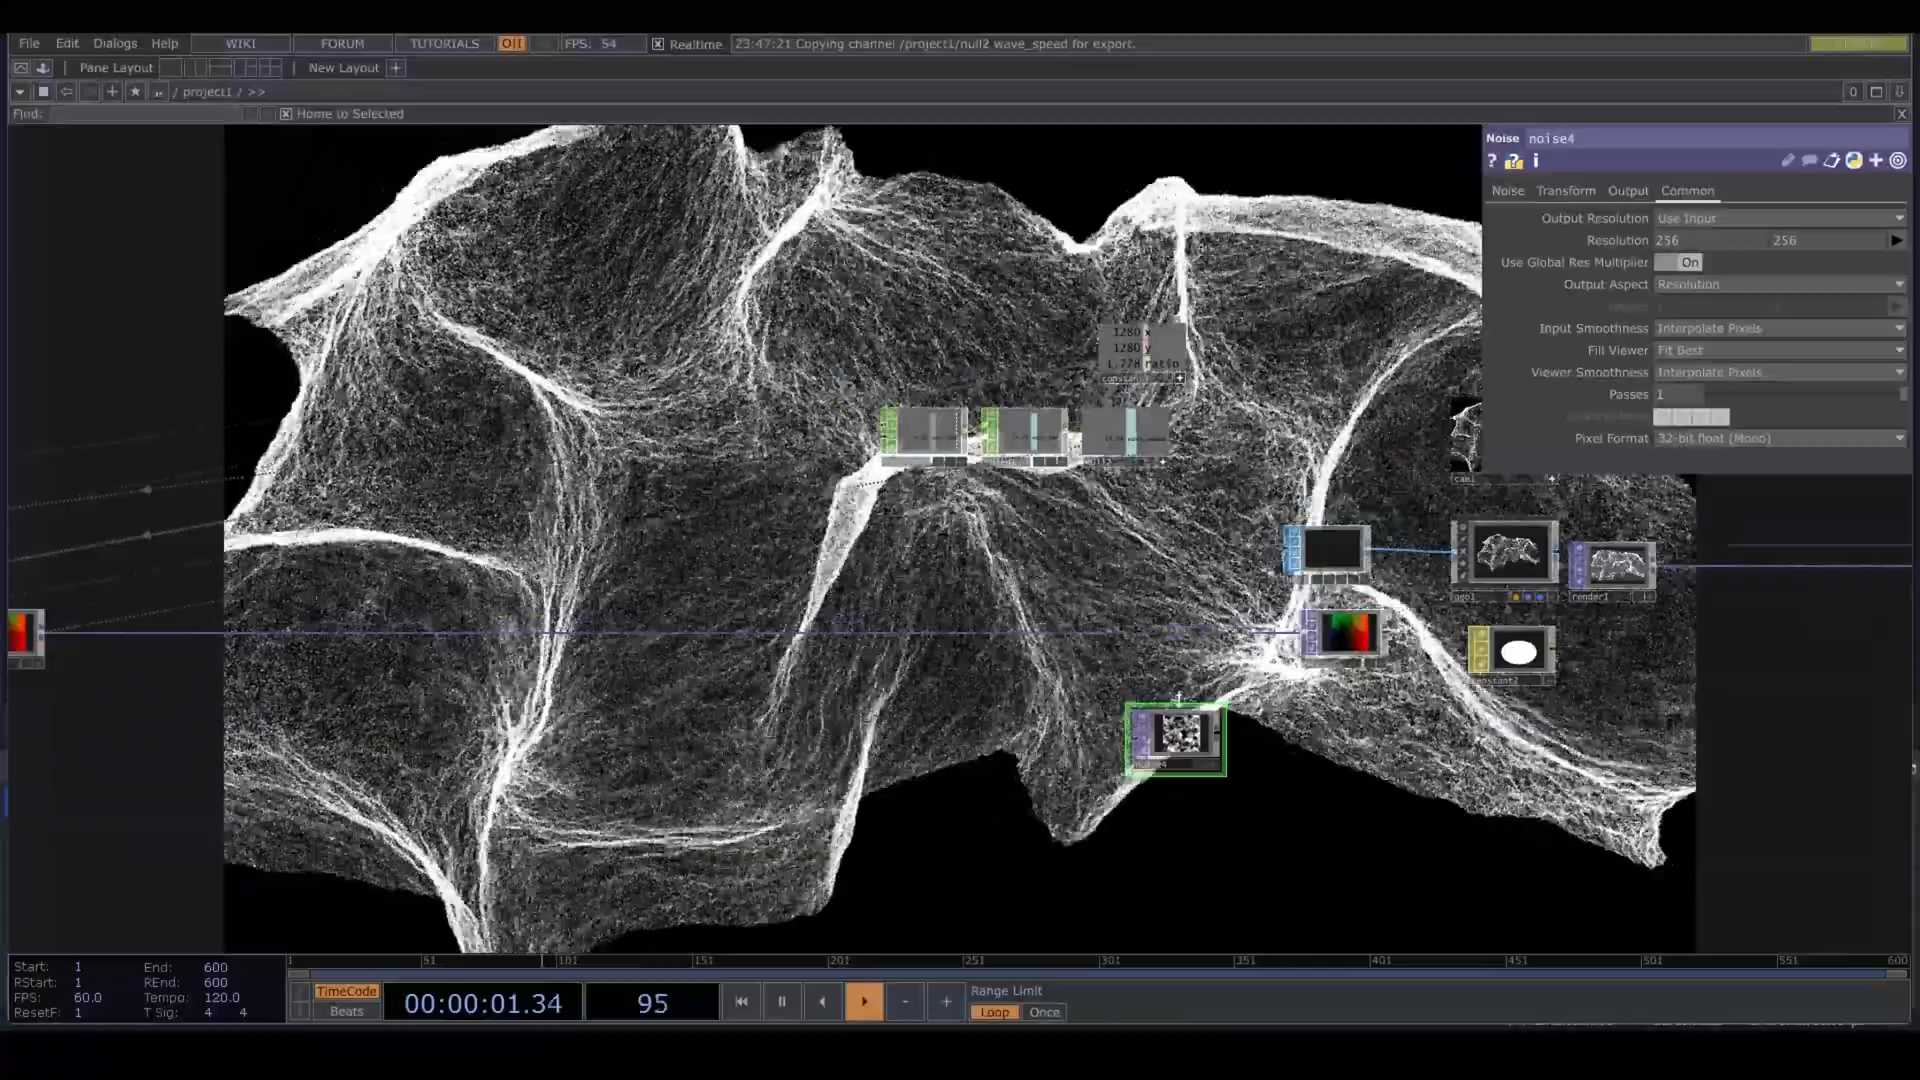 File Edit Dialogs Help WIKI FORUM TUTORIALS O|I FPS: 54 Realtime 23:47:21 Copying channel /project1/null2 wave_speed for export.
Pane Layout New Layout +
/ project1 / >>
Find: Home to Selected
Noise noise4
Noise Transform Output Common
Output Resolution Use Input
Resolution 256 256
Use Global Res Multiplier On
Output Aspect Resolution
Input Smoothness Interpolate Pixels
Fill Viewer Fit Best
Viewer Smoothness Interpolate Pixels
Passes 1
Pixel Format 32-bit float (Mono)
1280 x
1280 y
1.778 ratio
cam1
geo1
render1
Start: 1 End: 600
RStart: 1 REnd: 600
FPS: 60.0 Tempo: 120.0
ResetF: 1 T Sig: 4 4
1 51 101 151 201 251 301 351 401 451 501 551 600
TimeCode
Beats
00:00:01.34
95
Range Limit
Loop Once